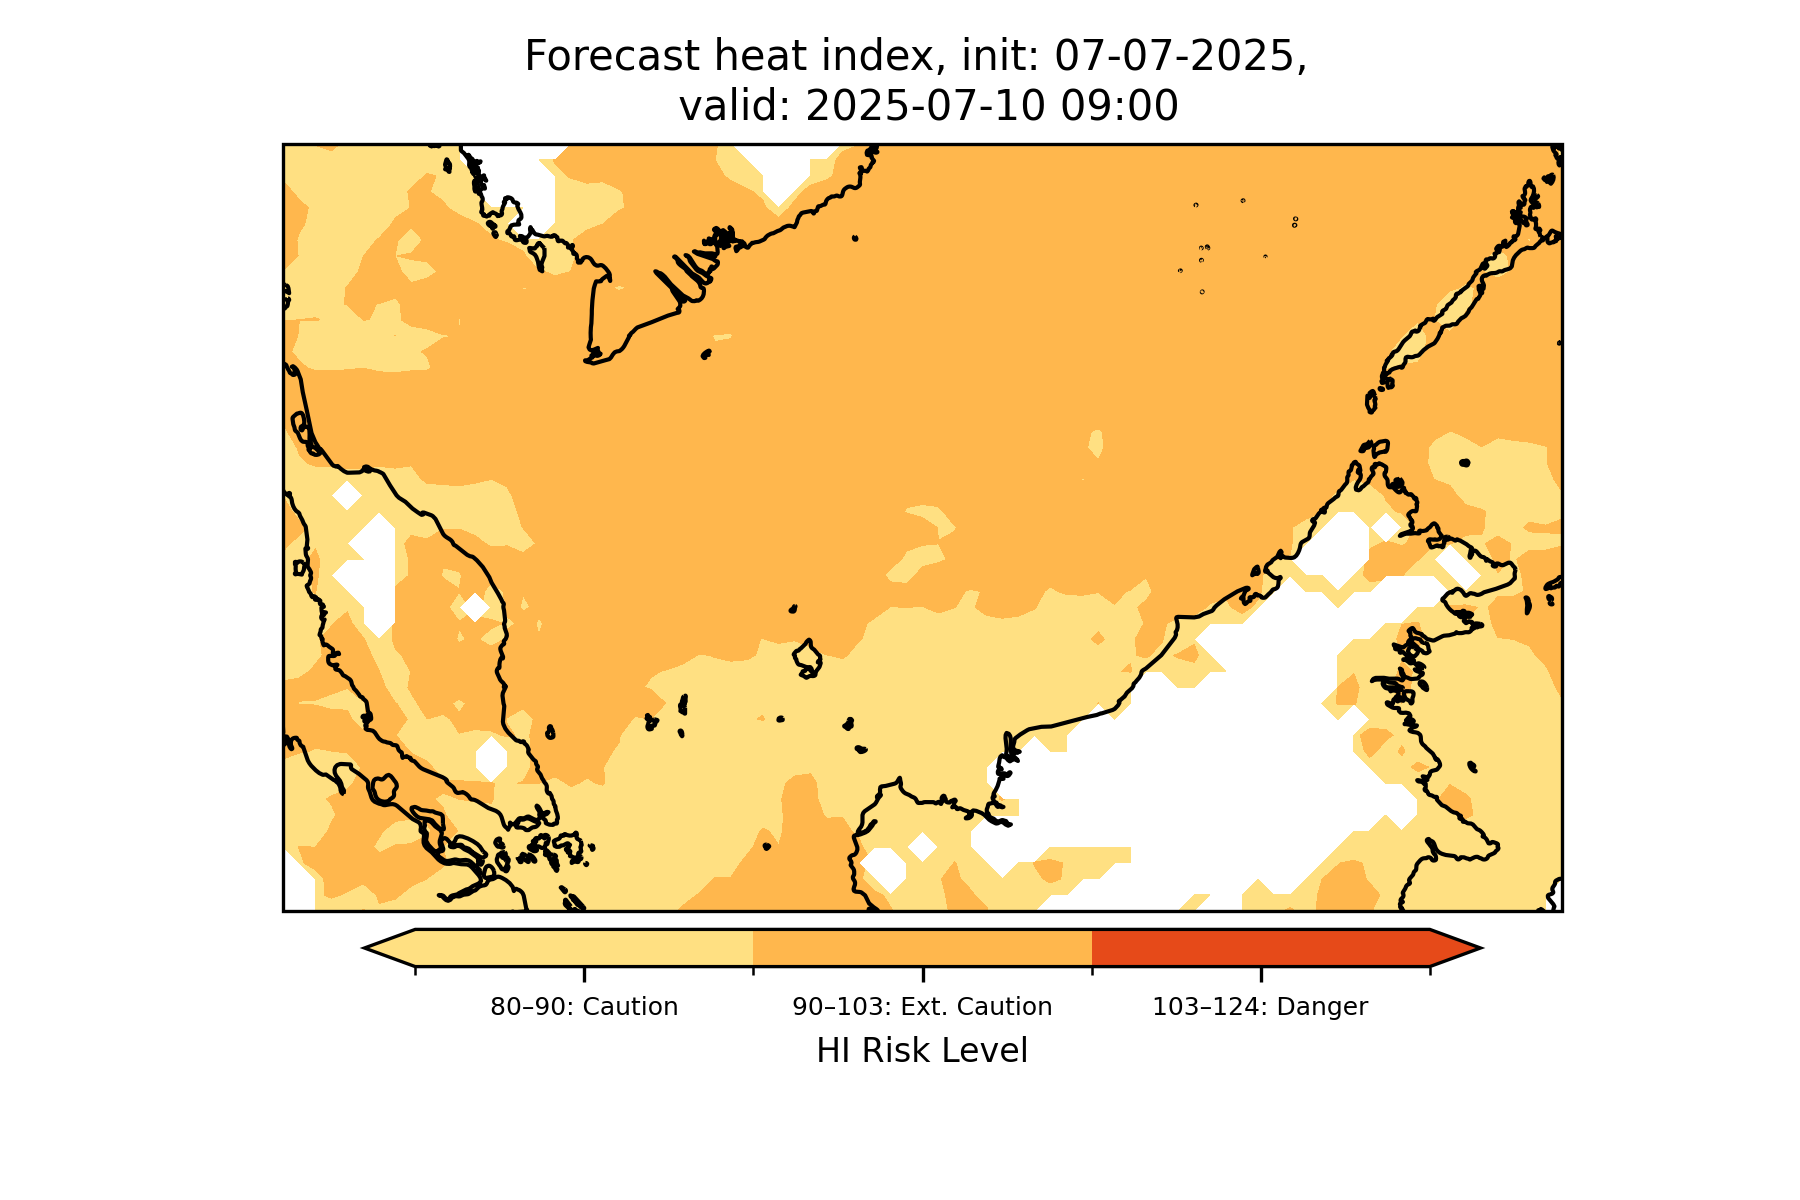 Forecast heat index, init: 07-07-2025,
valid: 2025-07-10 09:00
80–90: Caution
90–103: Ext. Caution
103–124: Danger
HI Risk Level